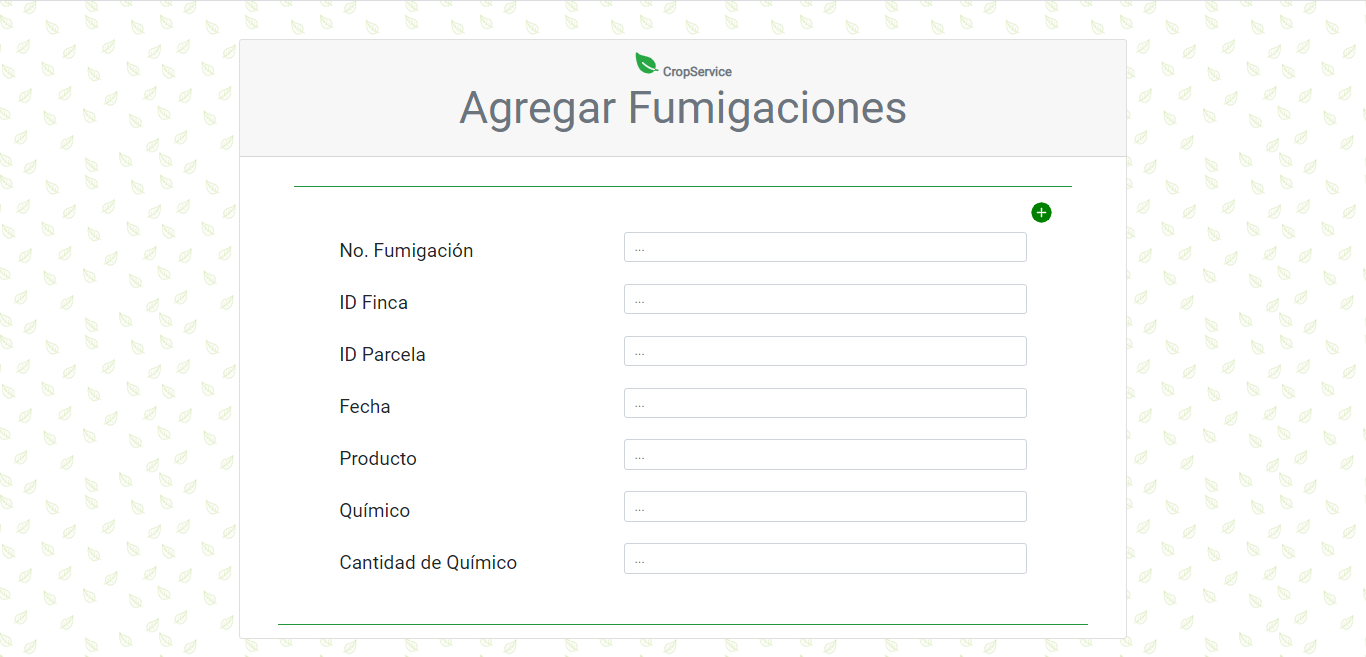 CropService
Agregar Fumigaciones
No. Fumigación ...
ID Finca ...
ID Parcela ...
Fecha ...
Producto ...
Químico ...
Cantidad de Químico ...